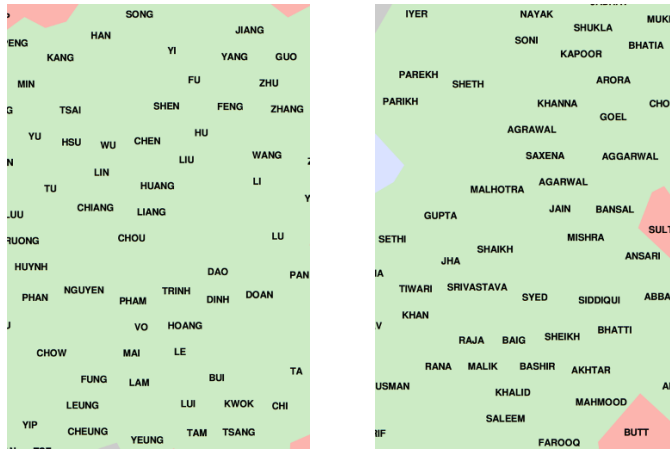 SONG
HAN
JIANG
YI
KANG
YANG
GUO
FU
MIN
ZHU
SHEN
FENG
TSAI
ZHANG
HU
YU
HSU
WU
CHEN
LIU
WANG
LIN
HUANG
LI
TU
CHIANG
LIANG
LUU
CHOU
LU
HUYNH
DAO
PAN
NGUYEN
TRINH
PHAN
PHAM
DINH
DOAN
VO
HOANG
CHOW
MAI
LE
TA
FUNG
LAM
BUI
LEUNG
LUI
KWOK
CHI
YIP
CHEUNG
YEUNG
TAM
TSANG
IYER
NAYAK
SHUKLA
SONI
BHATIA
KAPOOR
PAREKH
SHETH
ARORA
PARIKH
KHANNA
CHO
GOEL
AGRAWAL
SAXENA
AGGARWAL
AGARWAL
MALHOTRA
JAIN
BANSAL
GUPTA
SULT
SETHI
MISHRA
SHAIKH
ANSARI
JHA
TIWARI
SRIVASTAVA
SYED
SIDDIQUI
ABBA
KHAN
BHATTI
RAJA
BAIG
SHEIKH
RANA
MALIK
BASHIR
AKHTAR
USMAN
KHALID
MAHMOOD
SALEEM
BUTT
FAROOQ